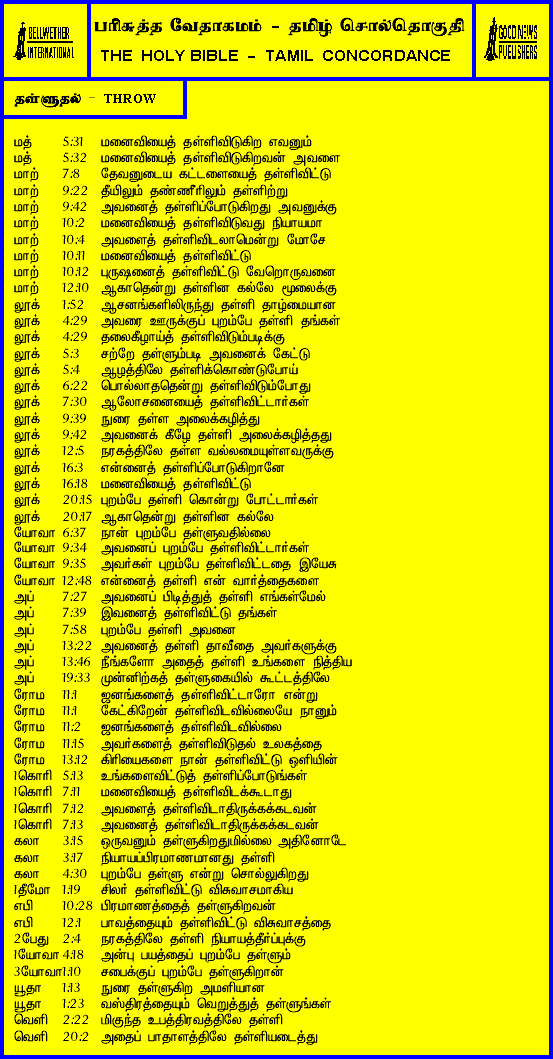 BELLWETHER
INTERNATIONAL
பரிசுத்த வேதாகமம் - தமிழ் சொல்தொகுதி
THE HOLY BIBLE - TAMIL CONCORDANCE
GOOD NEWS
PUBLISHERS
தள்ளுதல் - THROW
மத் 5:31 மனைவியைத் தள்ளிவிடுகிற எவனும்
மத் 5:32 மனைவியைத் தள்ளிவிடுகிறவன் அவளை
மாற் 7:8 தேவனுடைய கட்டளையைத் தள்ளிவிட்டு
மாற் 9:22 தீயிலும் தண்ணீரிலும் தள்ளிற்று
மாற் 9:42 அவனைத் தள்ளிப்போடுகிறது அவனுக்கு
மாற் 10:2 மனைவியைத் தள்ளிவிடுவது நியாயமா
மாற் 10:4 அவளைத் தள்ளிவிடலாமென்று மோசே
மாற் 10:11 மனைவியைத் தள்ளிவிட்டு
மாற் 10:12 புருஷனைத் தள்ளிவிட்டு வேறொருவனை
மாற் 12:10 ஆகாதென்று தள்ளின கல்லே மூலைக்கு
லூக் 1:52 ஆசனங்களிலிருந்து தள்ளி தாழ்மையான
லூக் 4:29 அவரை ஊருக்குப் புறம்பே தள்ளி தங்கள்
லூக் 4:29 தலைகீழாய்த் தள்ளிவிடும்படிக்கு
லூக் 5:3 சற்றே தள்ளும்படி அவனைக் கேட்டு
லூக் 5:4 ஆழத்திலே தள்ளிக்கொண்டுபோய்
லூக் 6:22 பொல்லாததென்று தள்ளிவிடும்போது
லூக் 7:30 ஆலோசனையைத் தள்ளிவிட்டார்கள்
லூக் 9:39 நுரை தள்ள அலைக்கழித்து
லூக் 9:42 அவனைக் கீழே தள்ளி அலைக்கழித்தது
லூக் 12:5 நரகத்திலே தள்ள வல்லமையுள்ளவருக்கு
லூக் 16:3 என்னைத் தள்ளிப்போடுகிறானே
லூக் 16:18 மனைவியைத் தள்ளிவிட்டு
லூக் 20:15 புறம்பே தள்ளி கொன்று போட்டார்கள்
லூக் 20:17 ஆகாதென்று தள்ளின கல்லே
யோவா 6:37 நான் புறம்பே தள்ளுவதில்லை
யோவா 9:34 அவனைப் புறம்பே தள்ளிவிட்டார்கள்
யோவா 9:35 அவர்கள் புறம்பே தள்ளிவிட்டதை இயேசு
யோவா 12:48 என்னைத் தள்ளி என் வார்த்தைகளை
அப் 7:27 அவனைப் பிடித்துத் தள்ளி எங்கள்மேல்
அப் 7:39 இவனைத் தள்ளிவிட்டு தங்கள்
அப் 7:58 புறம்பே தள்ளி அவனை
அப் 13:22 அவனைத் தள்ளி தாவீதை அவர்களுக்கு
அப் 13:46 நீங்களோ அதைத் தள்ளி உங்களை நித்திய
அப் 19:33 முன்னிற்கத் தள்ளுகையில் கூட்டத்திலே
ரோம 11:1 ஜனங்களைத் தள்ளிவிட்டாரோ என்று
ரோம 11:1 கேட்கிறேன் தள்ளிவிடவில்லையே நானும்
ரோம 11:2 ஜனங்களைத் தள்ளிவிடவில்லை
ரோம 11:15 அவர்களைத் தள்ளிவிடுதல் உலகத்தை
ரோம 13:12 கிரியைகளை நாம் தள்ளிவிட்டு ஒளியின்
1கொரி 5:13 உங்களைவிட்டுத் தள்ளிப்போடுங்கள்
1கொரி 7:11 மனைவியைத் தள்ளிவிடக்கூடாது
1கொரி 7:12 அவளைத் தள்ளிவிடாதிருக்கக்கடவன்
1கொரி 7:13 அவனைத் தள்ளிவிடாதிருக்கக்கடவன்
கலா 3:15 ஒருவனும் தள்ளுகிறதுமில்லை அதினோடே
கலா 3:17 நியாயப்பிரமாணமானது தள்ளி
கலா 4:30 புறம்பே தள்ளு என்று சொல்லுகிறது
1தீமோ 1:19 சிலர் தள்ளிவிட்டு விசுவாசமாகிய
எபி 10:28 பிரமாணத்தைத் தள்ளுகிறவன்
எபி 12:1 பாவத்தையும் தள்ளிவிட்டு விசுவாசத்தை
2பேது 2:4 நரகத்திலே தள்ளி நியாயத்தீர்ப்புக்கு
1யோவா 4:18 அன்பு பயத்தைப் புறம்பே தள்ளும்
3யோவா1:10 சபைக்குப் புறம்பே தள்ளுகிறான்
யூதா 1:13 நுரை தள்ளுகிற அமளியான
யூதா 1:23 வஸ்திரத்தையும் வெறுத்துத் தள்ளுங்கள்
வெளி 2:22 மிகுந்த உபத்திரவத்திலே தள்ளி
வெளி 20:2 அதைப் பாதாளத்திலே தள்ளியடைத்து